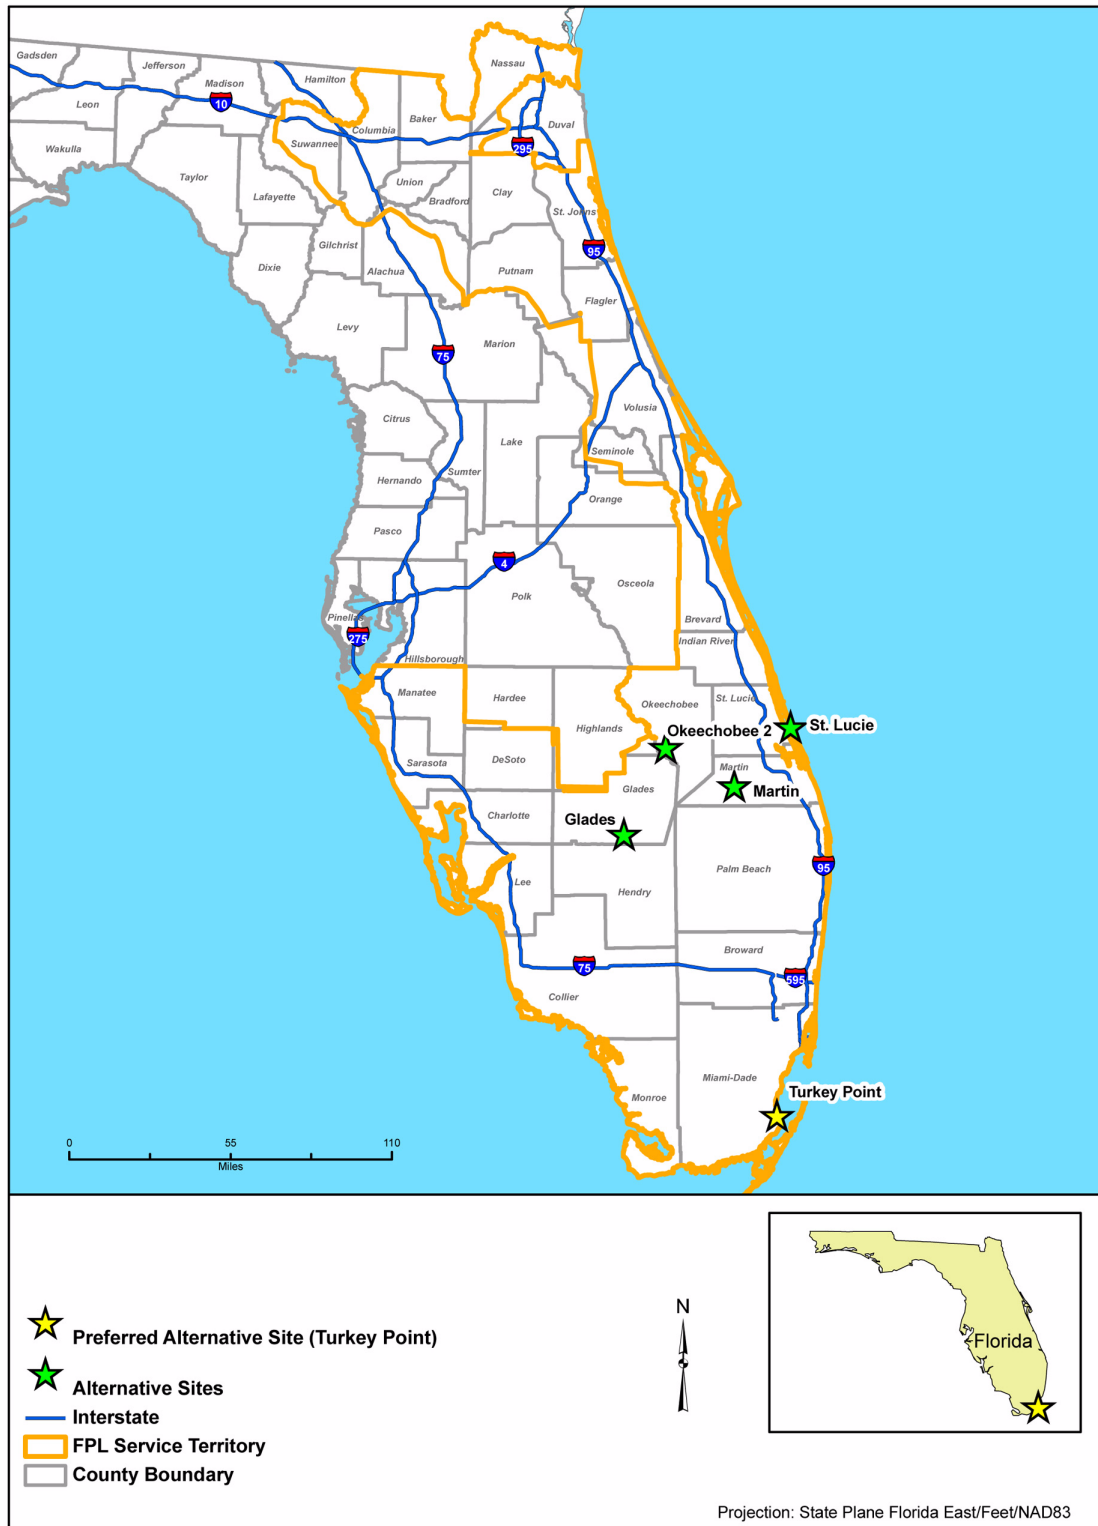 Gadsden
Jefferson
Madison
Hamilton
Nassau
Leon
10
Columbia
Baker
Duval
Wakulla
Suwannee
295
Taylor
Lafayette
Union
Bradford
Clay
St. Johns
Gilchrist
95
Dixie
Alachua
Putnam
Flagler
Levy
Marion
75
Citrus
Lake
Volusia
Seminole
Hernando
Sumter
Orange
Pasco
4
Osceola
Polk
Pinellas
Brevard
275
Indian River
Hillsborough
Manatee
Hardee
Okeechobee
St. Lucie
Highlands
Okeechobee 2
St. Lucie
Sarasota
DeSoto
Martin
Glades
Martin
Charlotte
Glades
Palm Beach
95
Lee
Hendry
Broward
75
595
Collier
Miami-Dade
Turkey Point
Monroe
0 55 110
Miles
N
Preferred Alternative Site (Turkey Point)
Florida
Alternative Sites
Interstate
FPL Service Territory
County Boundary
Projection: State Plane Florida East/Feet/NAD83